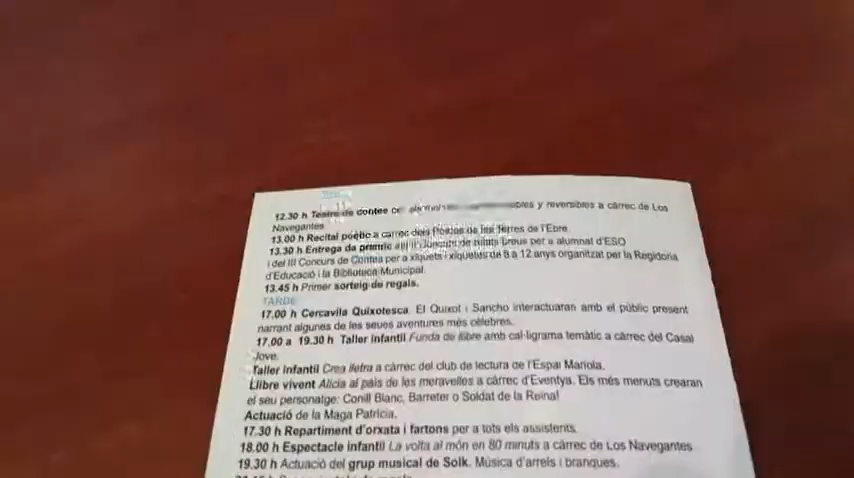 12.30 h Teatre de contes reversibles y reversibles a càrrec de Los
Navegantes
13.00 h Recital poètic a càrrec dels Poetes de les Terres de l'Ebre.
13.30 h Entrega de premis relats breus per a alumnat d'ESO
i del III Concurs de Contes per a xiquets i xiquetes de 8 a 12 anys organitzat per la Regidoria
d'Educació i la Biblioteca Municipal.
13.45 h Primer sorteig de regals.
TARDE
17.00 h Cercavila Quixotesca. El Quixot i Sancho interactuaran amb el públic present
narrant algunes de les seues aventures més cèlebres.
17.00 a 19.30 h Taller infantil Funda de llibre amb cal·ligrama temàtic a càrrec del Casal
Jove.
Taller infantil Crea lletra a càrrec del club de lectura de l'Espai Mariola.
Llibre vivent Alicia al país de les meravelles a càrrec d'Eventya. Els més menuts crearan
el seu personatge: Conill Blanc, Barreter o Soldat de la Reina!
Actuació de la Maga Patricia.
17.30 h Repartiment d'orxata i fartons per a tots els assistents.
18.00 h Espectacle infantil La volta al món en 80 minuts a càrrec de Los Navegantes
19.30 h Actuació del grup musical de Solk. Música d'arrels i branques.